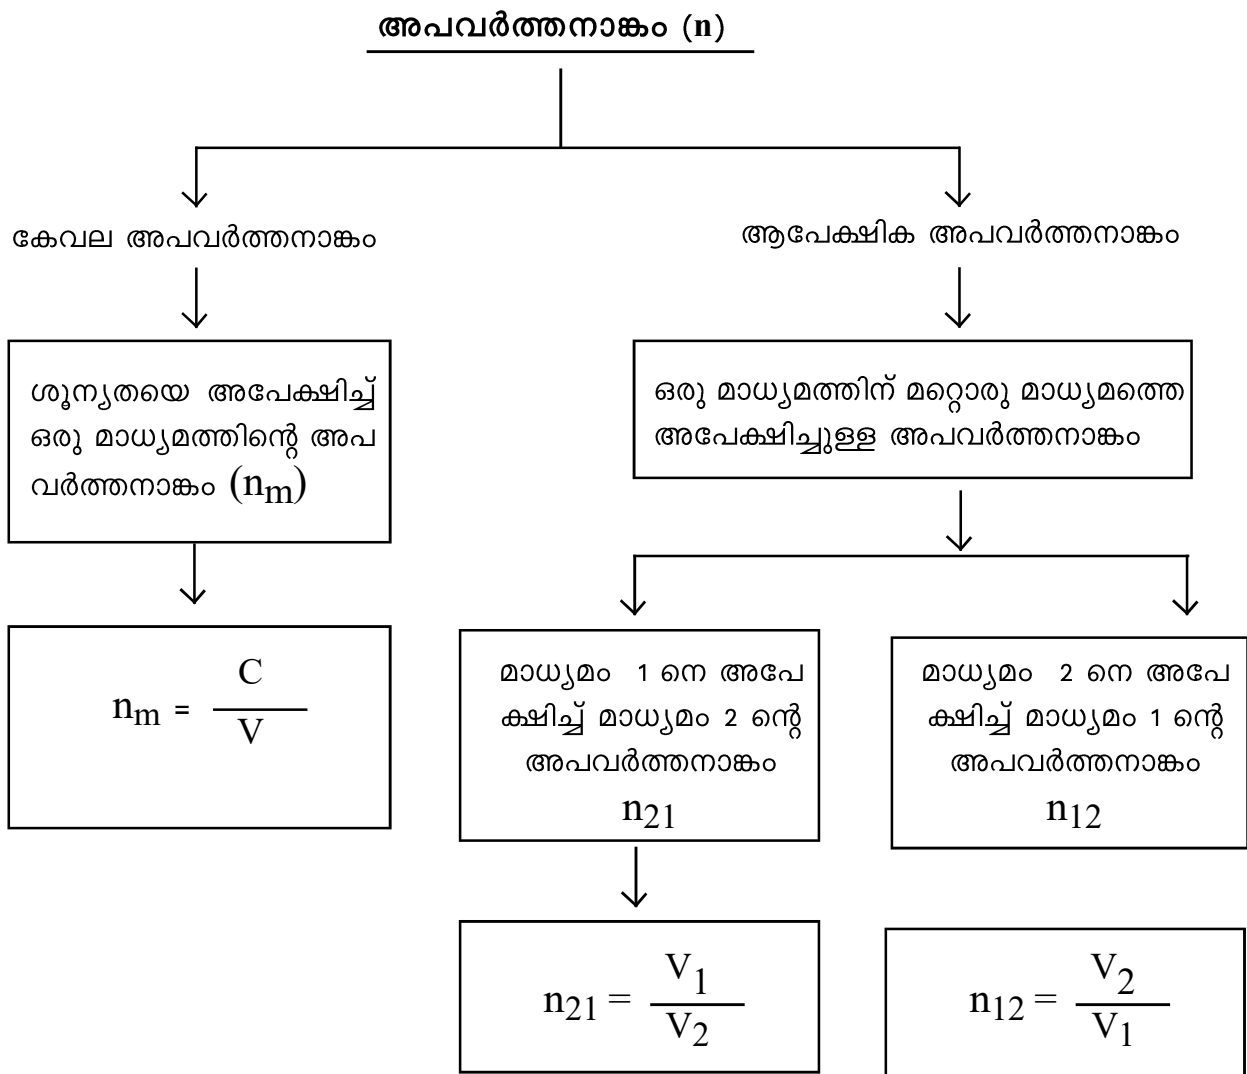 അപവർത്തനാങ്കം (n)
കേവല അപവർത്തനാങ്കം
ആപേക്ഷിക അപവർത്തനാങ്കം
ശൂന്യതയെ അപേക്ഷിച്ച്
ഒരു മാധ്യമത്തിന്റെ അപ
വർത്തനാങ്കം (nm)
ഒരു മാധ്യമത്തിന് മറ്റൊരു മാധ്യമത്തെ
അപേക്ഷിച്ചുള്ള അപവർത്തനാങ്കം
nm = C / V
മാധ്യമം 1 നെ അപേ
ക്ഷിച്ച് മാധ്യമം 2 ന്റെ
അപവർത്തനാങ്കം
n21
മാധ്യമം 2 നെ അപേ
ക്ഷിച്ച് മാധ്യമം 1 ന്റെ
അപവർത്തനാങ്കം
n12
n21 = V1 / V2
n12 = V2 / V1